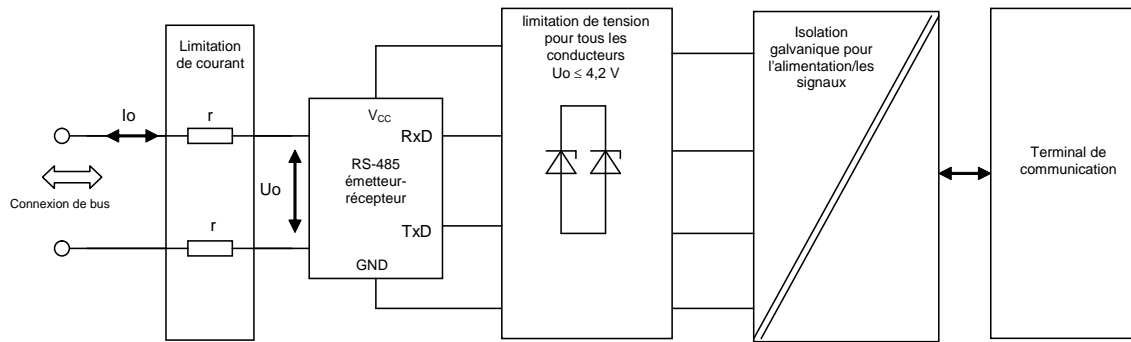 Limitation
de courant
Io
r
Connexion de bus
r
Uo
VCC
RxD
RS-485
émetteur-
récepteur
TxD
GND
limitation de tension
pour tous les
conducteurs
Uo ≤ 4,2 V
Isolation
galvanique pour
l'alimentation/les
signaux
Terminal de
communication